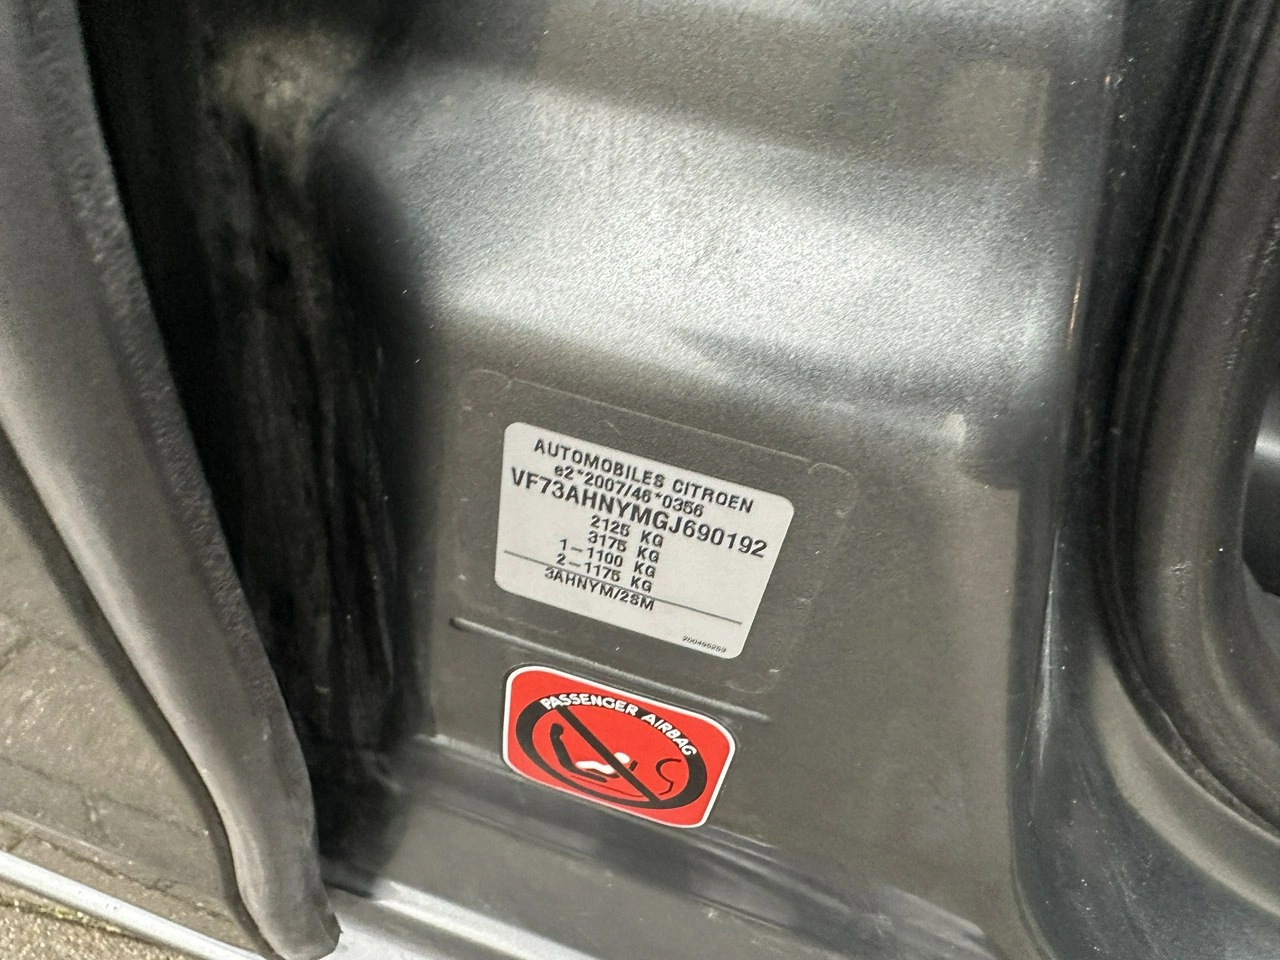 AUTOMOBILES CITROEN
e2*2007/46*0356
VF73AHNYMGJ690192
2125 KG
3175 KG
1-1100 KG
2-1175 KG
3AHNYM/2SM
PASSENGER AIRBAG